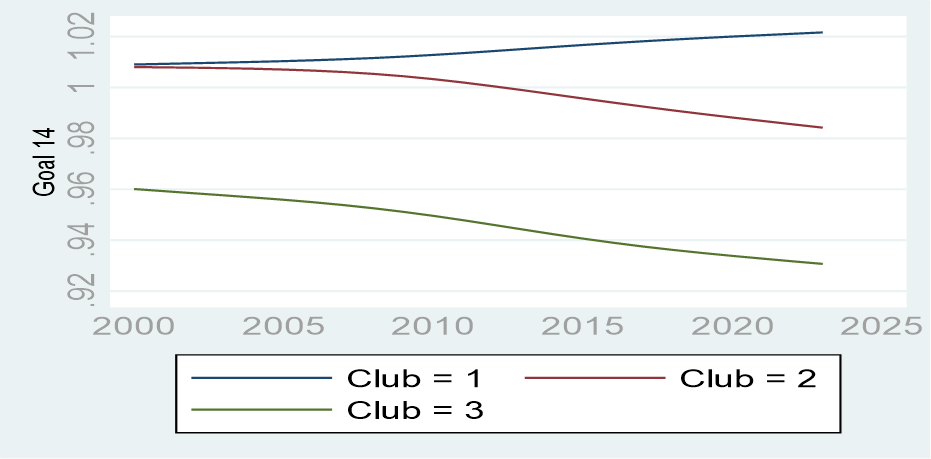 Goal 14
1.02
1
.98
.96
.94
.92
2000 2005 2010 2015 2020 2025
Club = 1 Club = 2
Club = 3